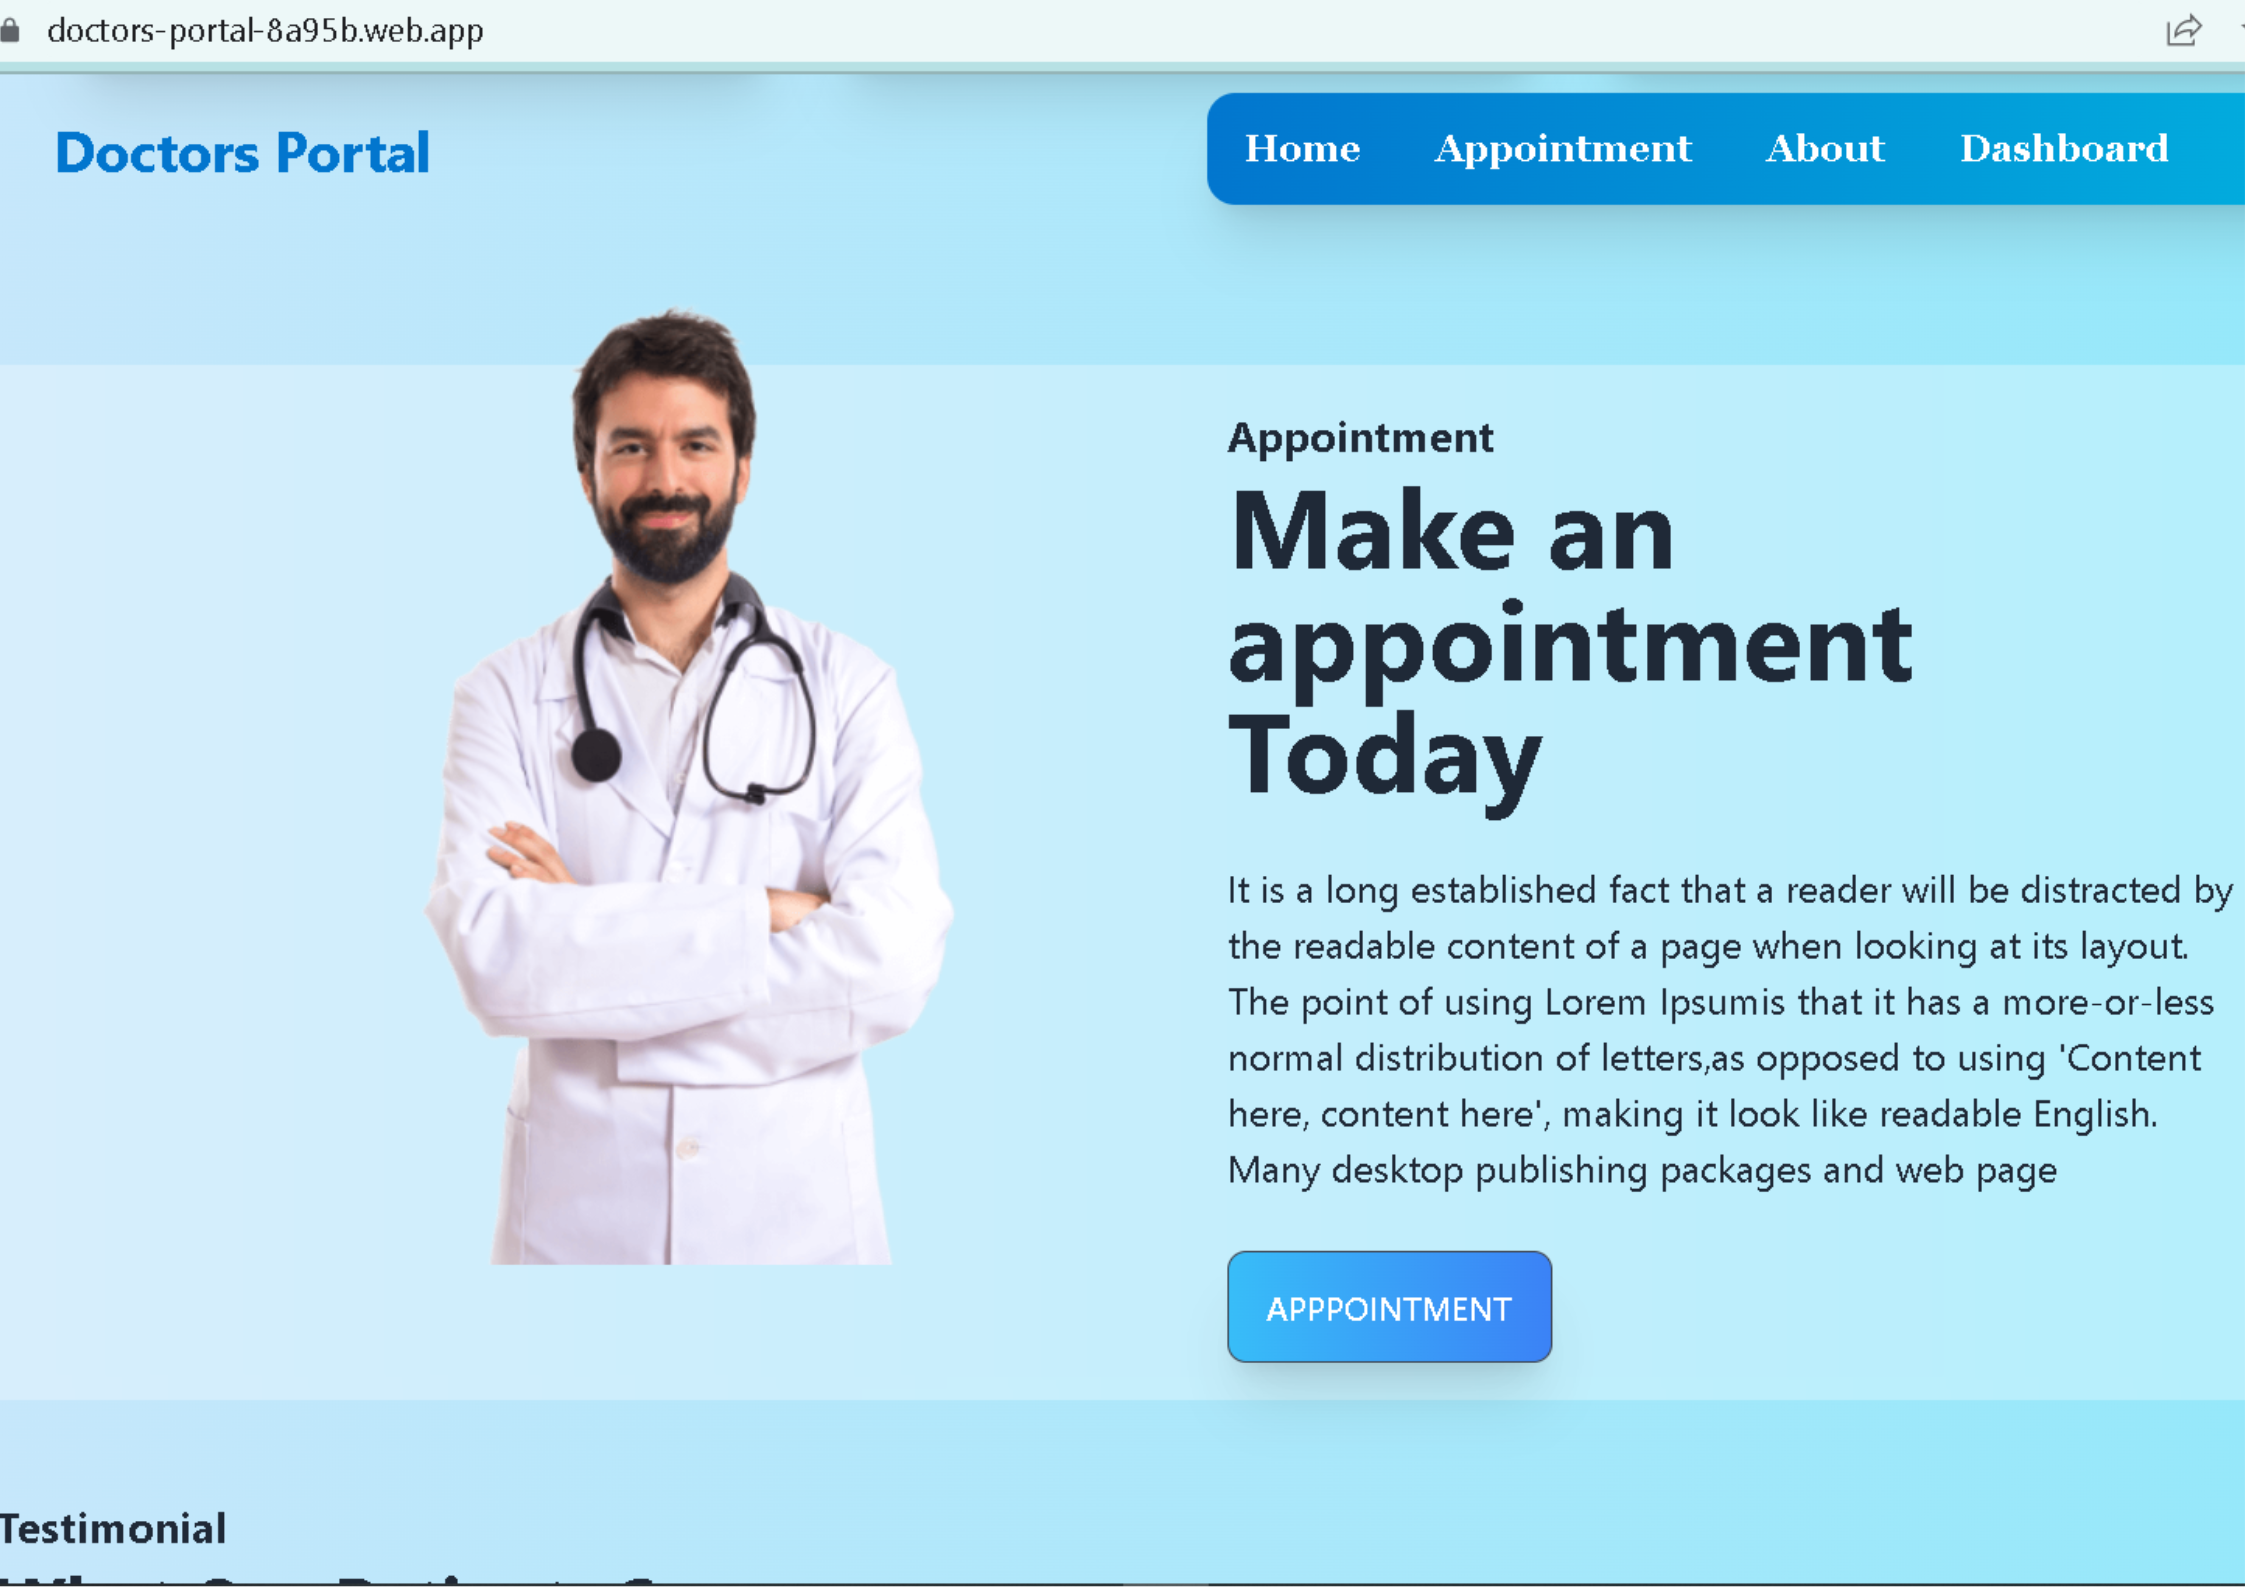 doctors-portal-8a95b.web.app
Doctors Portal
Home Appointment About Dashboard
Appointment
Make an
appointment
Today
It is a long established fact that a reader will be distracted by
the readable content of a page when looking at its layout.
The point of using Lorem Ipsumis that it has a more-or-less
normal distribution of letters,as opposed to using 'Content
here, content here', making it look like readable English.
Many desktop publishing packages and web page
APPPOINTMENT
Testimonial